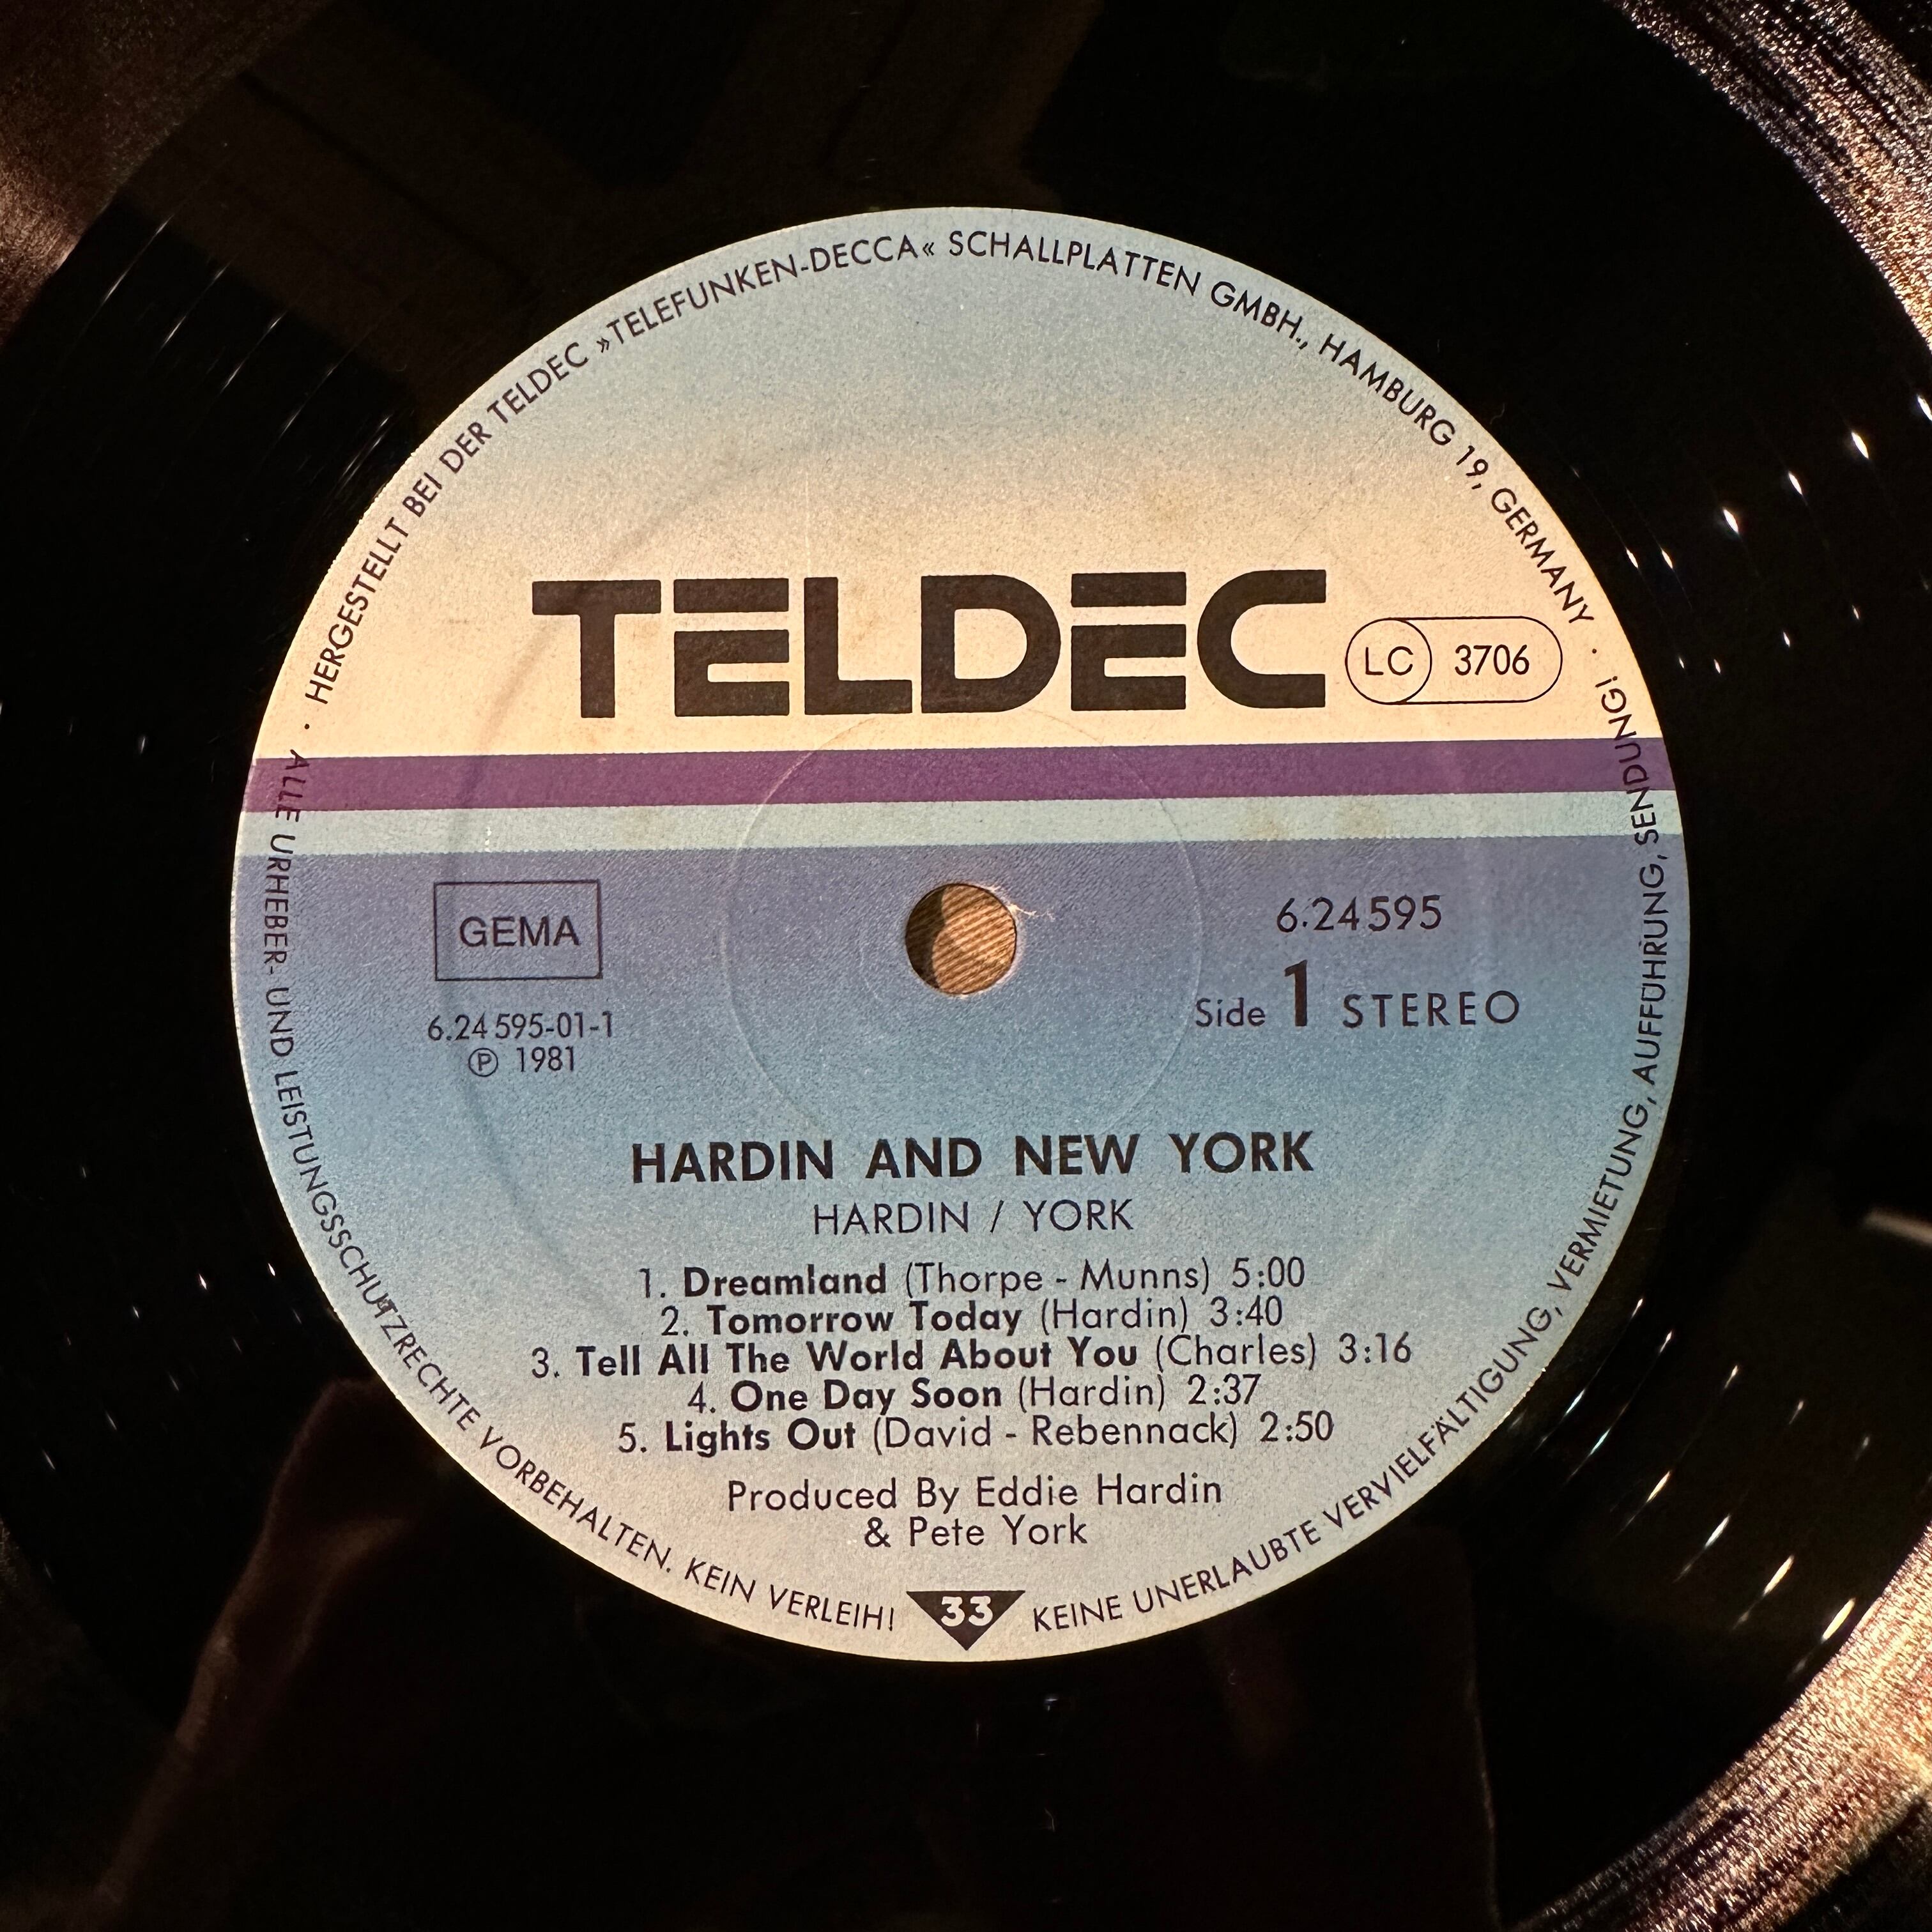 HERGESTELLT BEI DER TELDEC »TELEFUNKEN-DECCA« SCHALLPLATTEN GMBH., HAMBURG 19, GERMANY ·
TELDEC
LC 3706
GEMA
6.24595-01-1
Ⓟ 1981
6.24595
Side 1 STEREO
HARDIN AND NEW YORK
HARDIN / YORK
1. Dreamland (Thorpe - Munns) 5:00
2. Tomorrow Today (Hardin) 3:40
3. Tell All The World About You (Charles) 3:16
4. One Day Soon (Hardin) 2:37
5. Lights Out (David - Rebennack) 2:50
Produced By Eddie Hardin
& Pete York
· ALLE URHEBER- UND LEISTUNGSSCHUTZRECHTE VORBEHALTEN. KEIN VERLEIH!
33
KEINE UNERLAUBTE VERVIELFÄLTIGUNG, VERMIETUNG, AUFFÜHRUNG, SENDUNG!